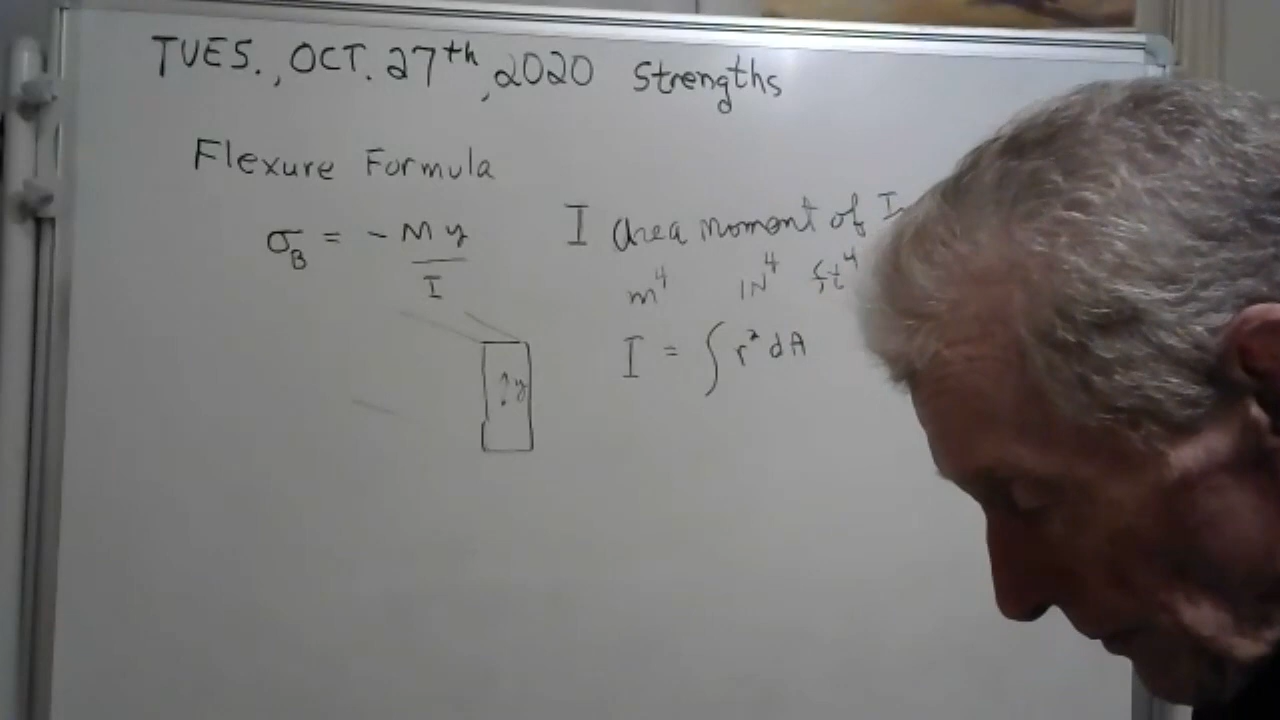 TUES., OCT. 27th, 2020 Strengths
Flexure Formula
σB = - My / I
I area moment of I
m⁴ IN⁴ ft⁴
I = ∫ r² dA
y